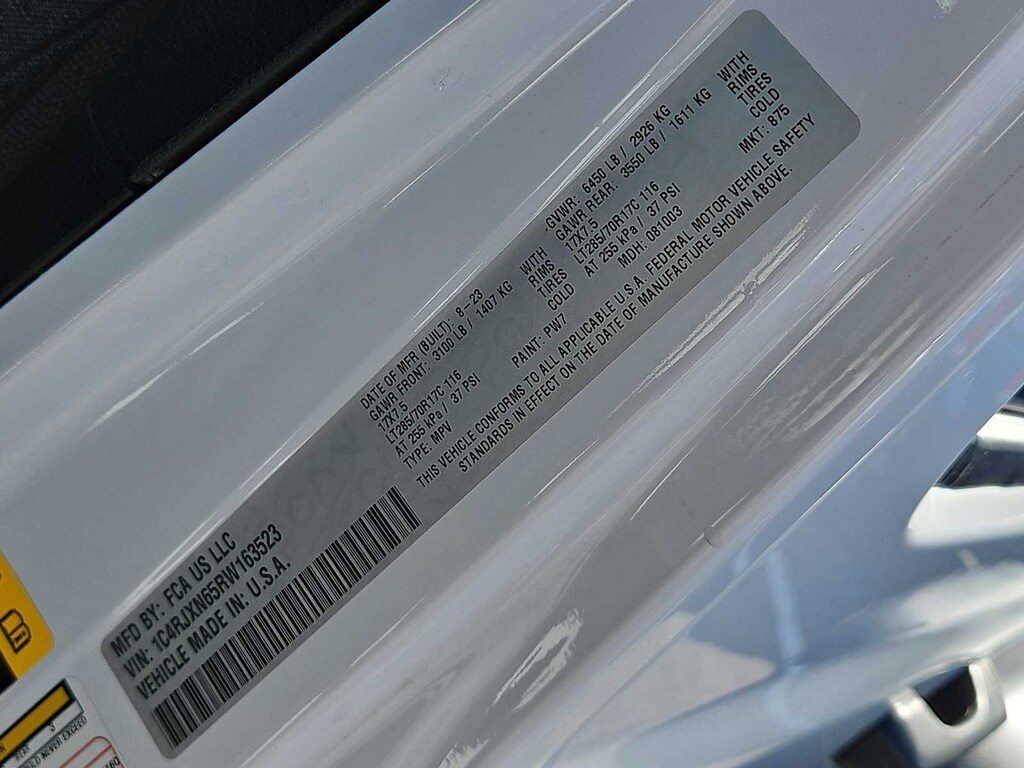 MFD BY: FCA US LLC
VIN: 1C4RJXNG5RW163523
VEHICLE MADE IN: U.S.A.
DATE OF MFR (BUILT): 8-23
GVWR: 6450 LB / 2926 KG
GAWR FRONT: 3100 LB / 1407 KG WITH
GAWR REAR: 3550 LB / 1611 KG WITH
17X7.5 RIMS
17X7.5 RIMS
LT285/70R17C 116 TIRES
LT285/70R17C 116 TIRES
AT 255 kPa / 37 PSI COLD
AT 255 kPa / 37 PSI COLD
TYPE: MPV PAINT: PW7 MDH: 081003 MKT: 875
THIS VEHICLE CONFORMS TO ALL APPLICABLE U.S.A. FEDERAL MOTOR VEHICLE SAFETY
STANDARDS IN EFFECT ON THE DATE OF MANUFACTURE SHOWN ABOVE.
REAR
NEVER EXCEED